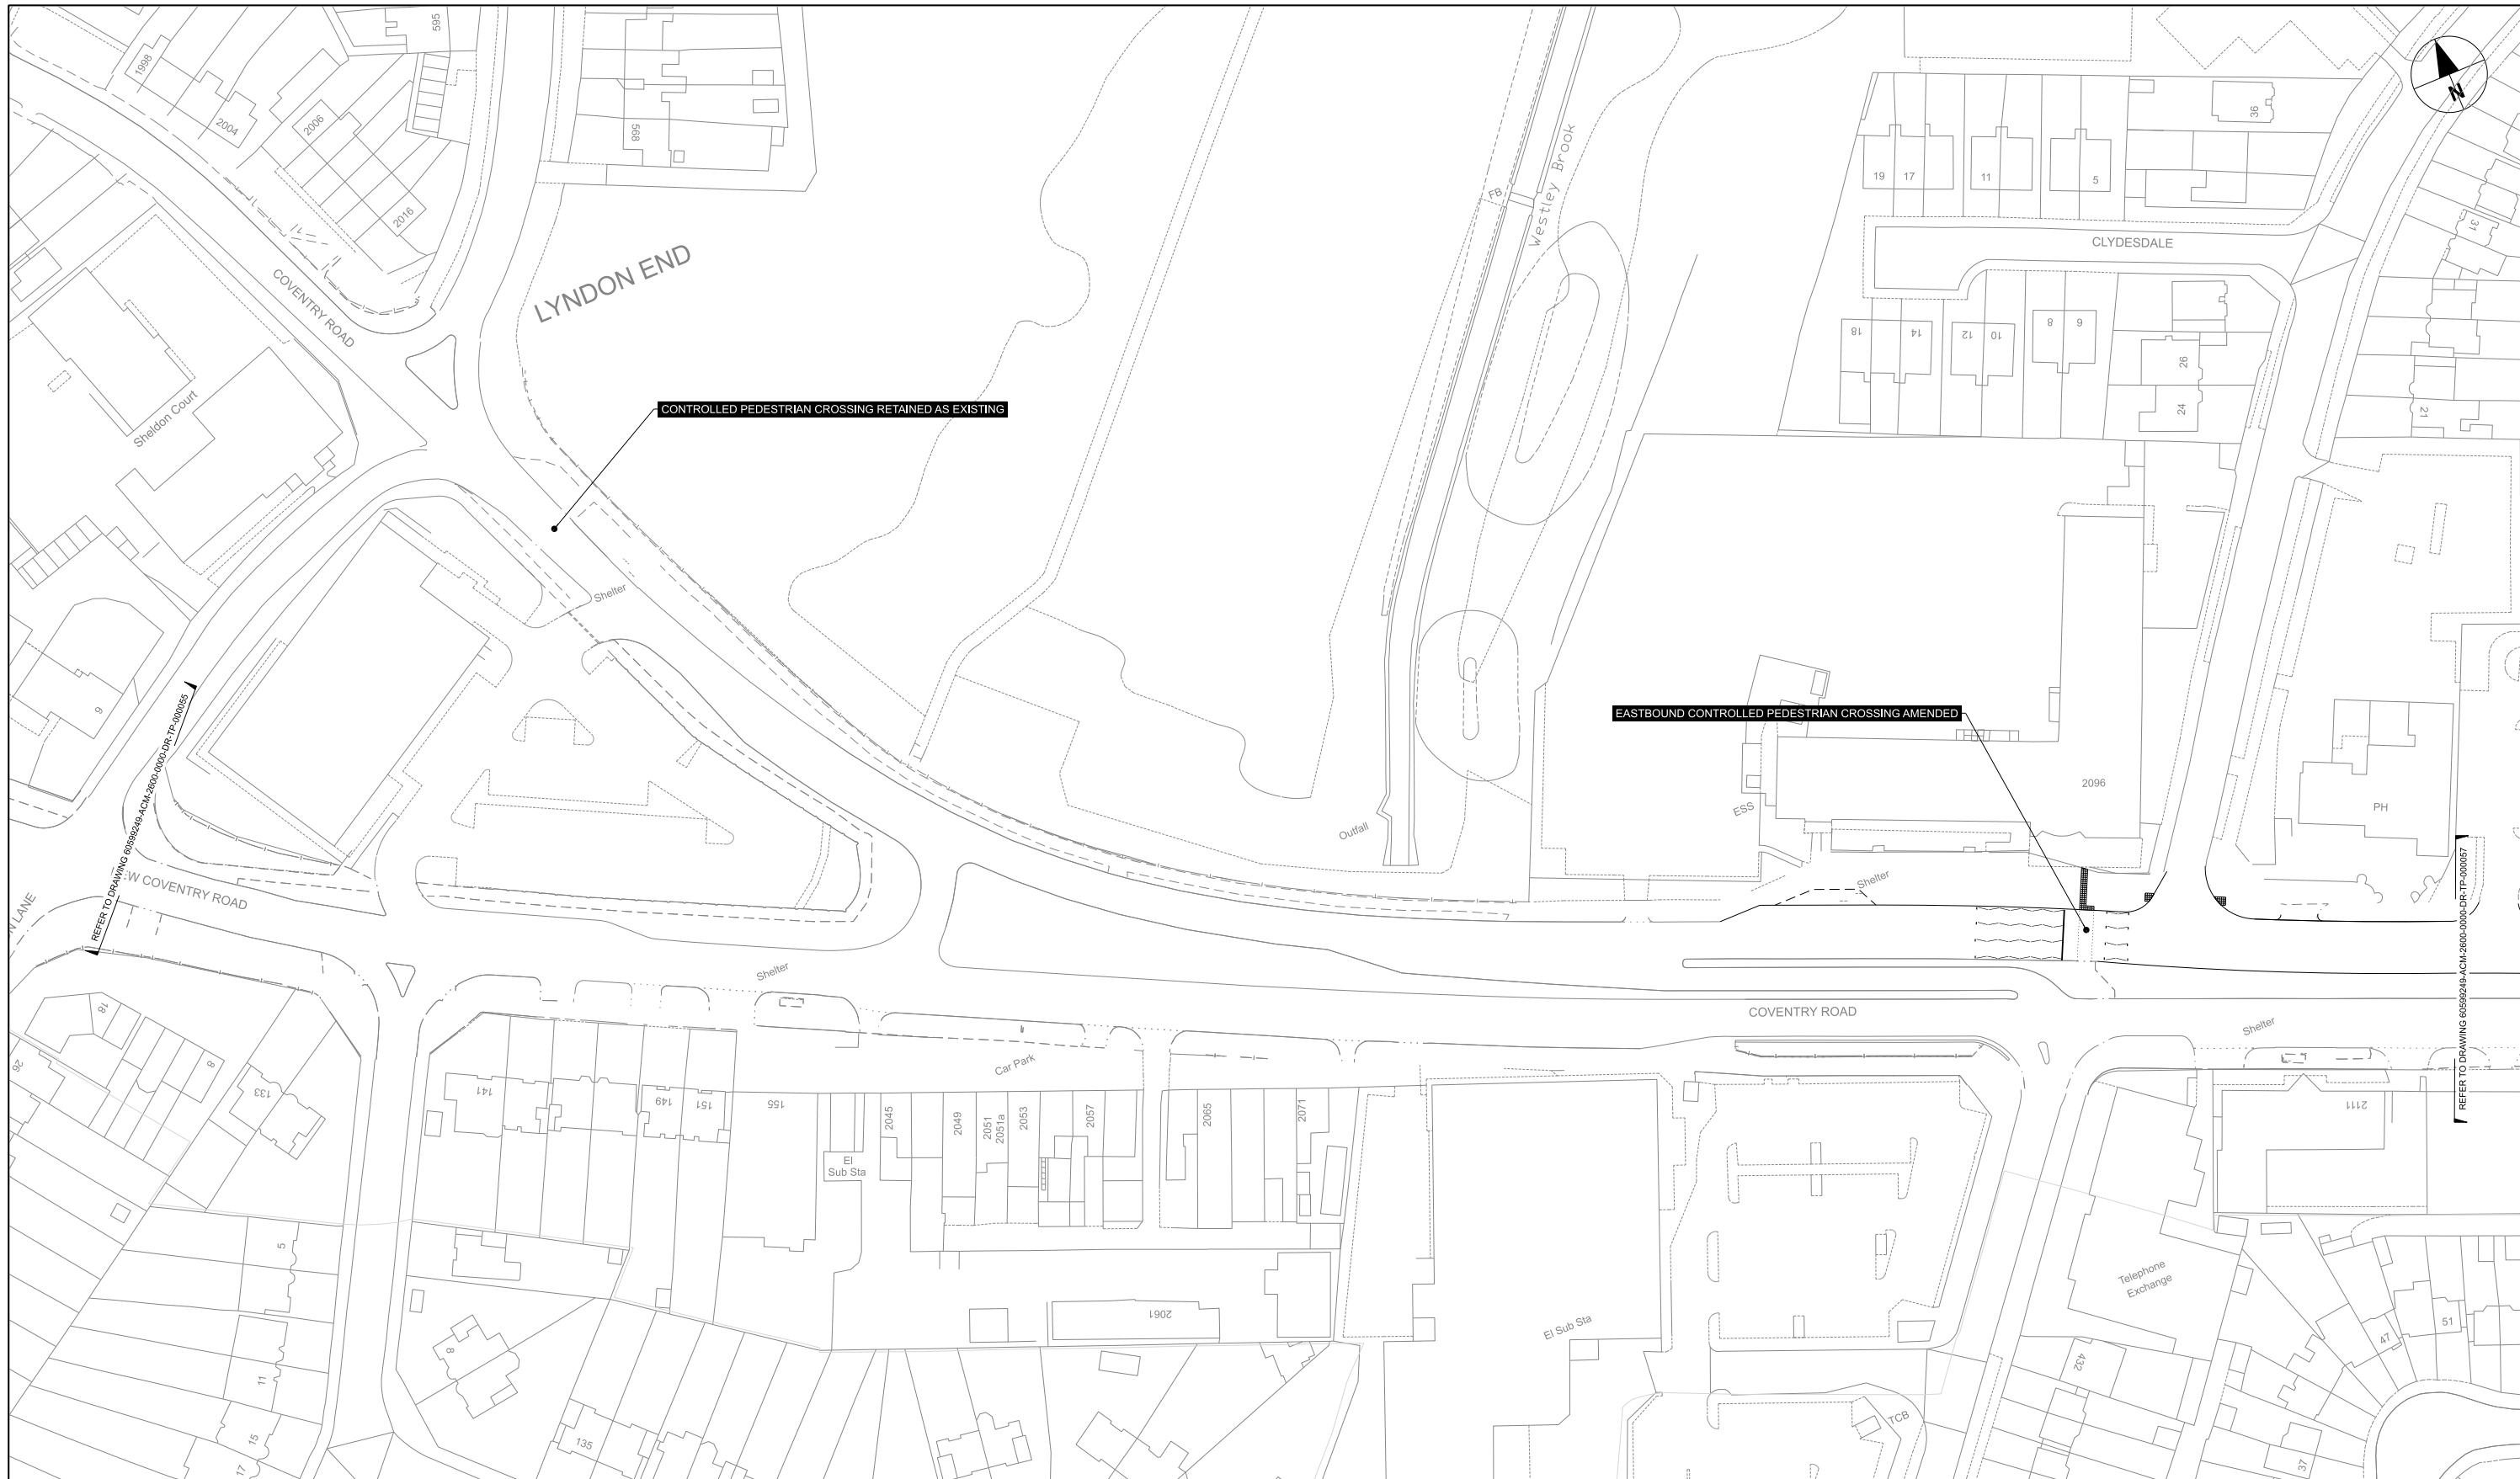 595
1998
2004
2006
2016
568
COVENTRY ROAD
LYNDON END
Sheldon Court
CONTROLLED PEDESTRIAN CROSSING RETAINED AS EXISTING
Shelter
Westley Brook
FB
N
36
19
17
11
5
31
CLYDESDALE
18
14
12
10
8
6
26
24
21
EASTBOUND CONTROLLED PEDESTRIAN CROSSING AMENDED
2096
PH
ESS
Outfall
Shelter
9
REFER TO DRAWING 60599249-ACM-2600-0000-DR-TP-000055
EW COVENTRY ROAD
N LANE
REFER TO DRAWING 60599249-ACM-2600-0000-DR-TP-000057
COVENTRY ROAD
Shelter
Shelter
18
26
8
133
141
149
151
155
Car Park
2045
2049
2051
2051a
2053
2057
2065
2071
2111
El
Sub Sta
5
11
15
17
8
135
2061
El Sub Sta
Telephone
Exchange
TCB
432
47
51
37